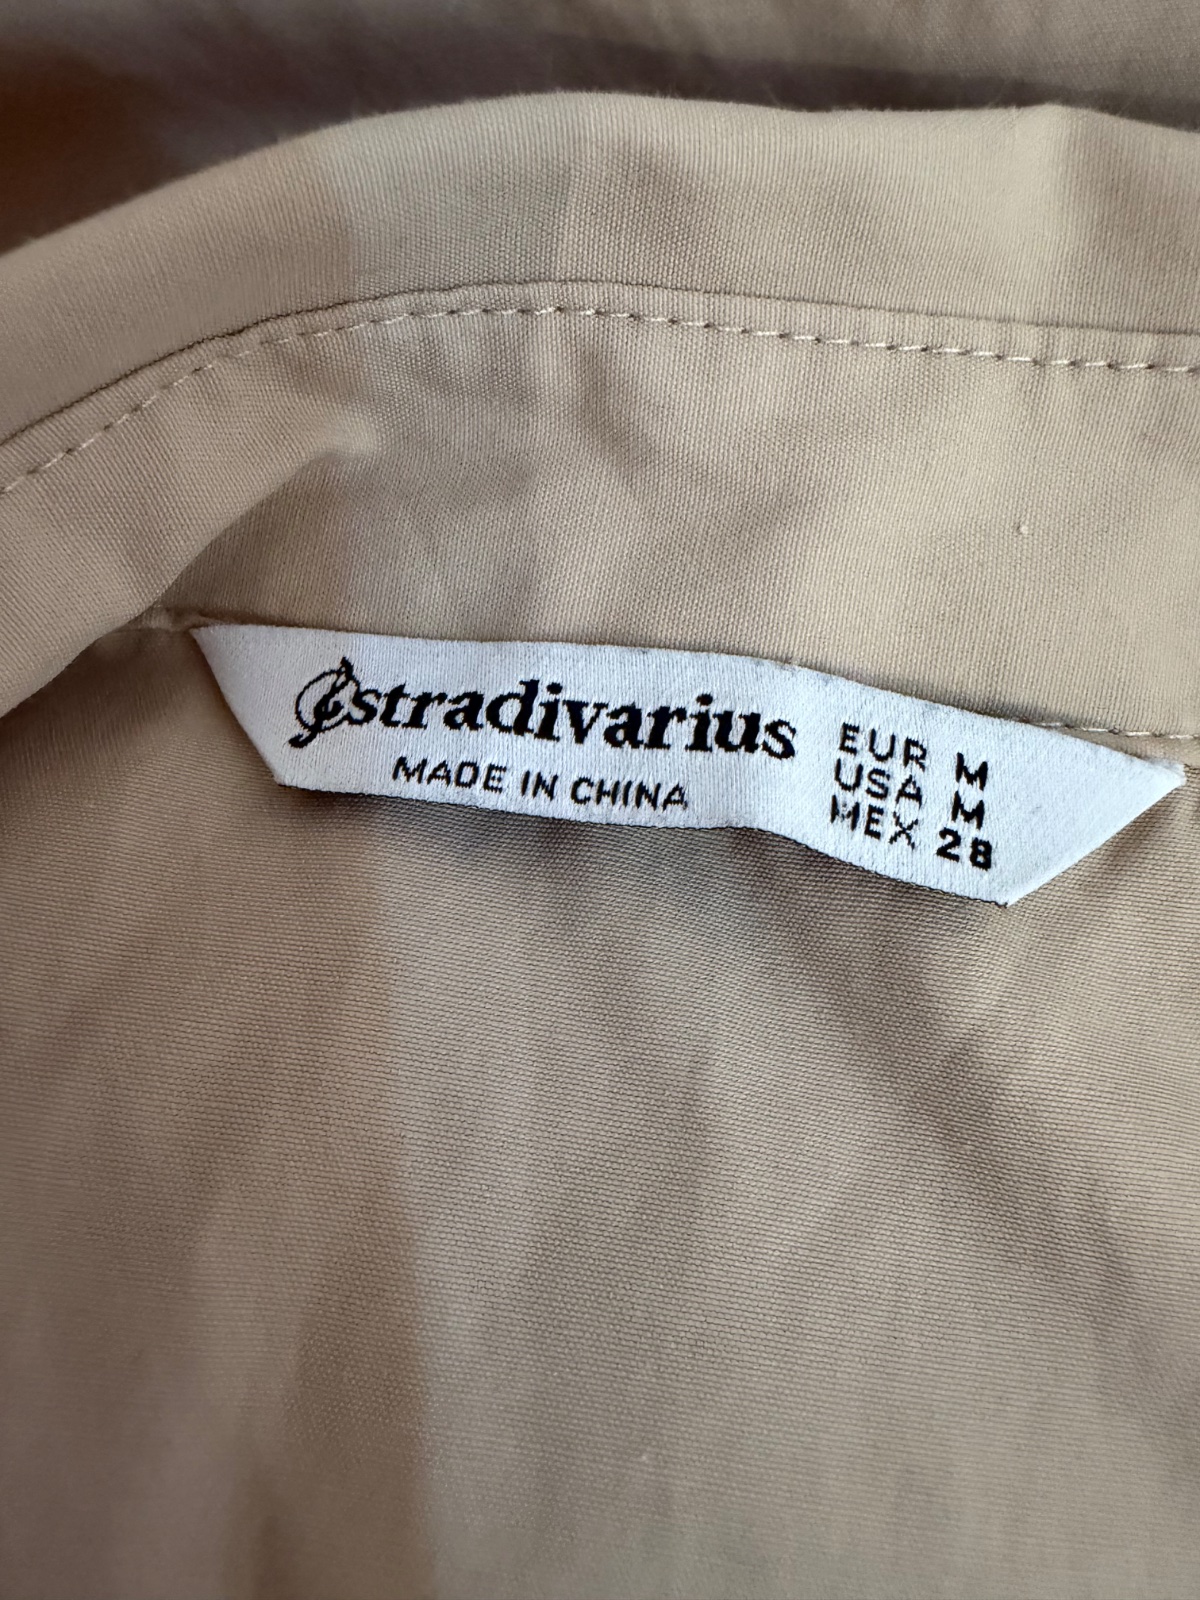 stradivarius
MADE IN CHINA
EUR M
USA M
MEX 28